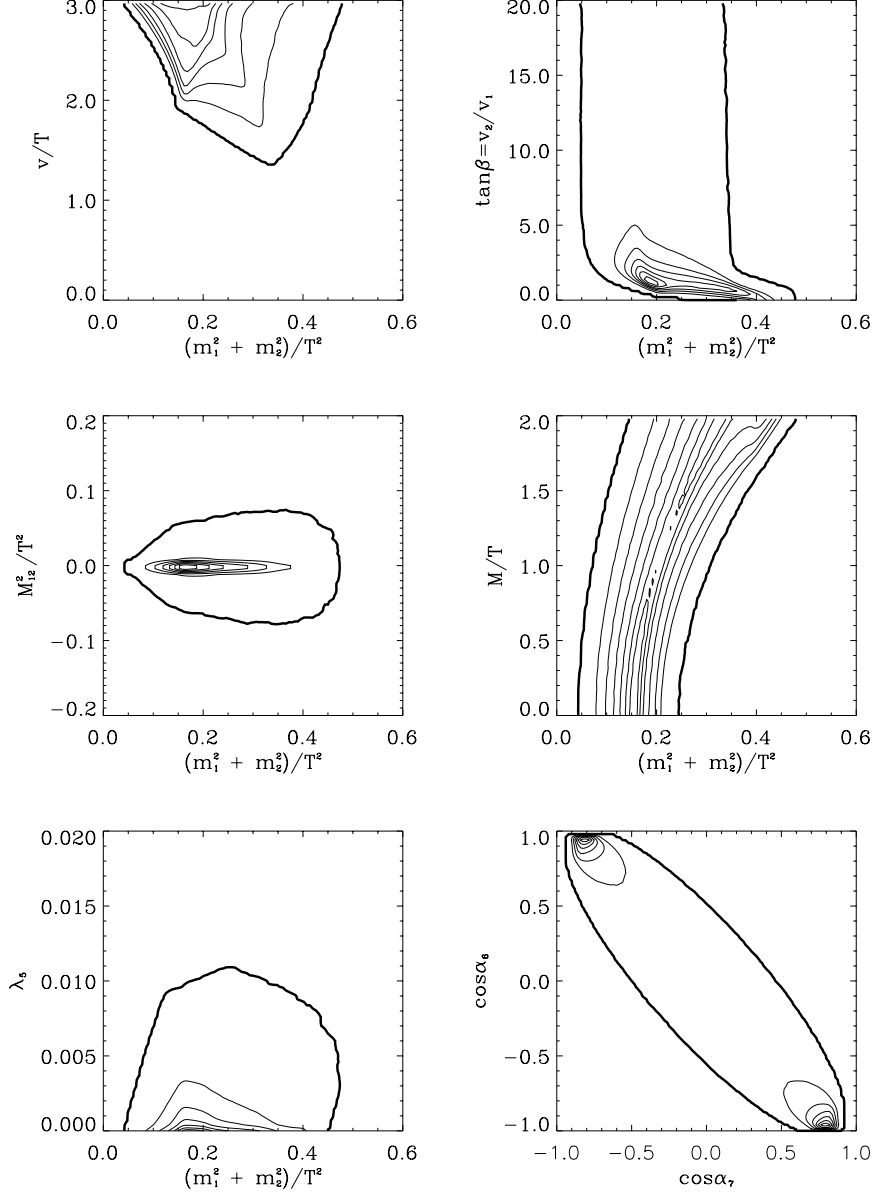 3.0
2.0
1.0
0.0
v/T
0.0 0.2 0.4 0.6
(m₁² + m₂²)/T²
20.0
15.0
10.0
5.0
0.0
tanβ=v₂/v₁
0.0 0.2 0.4 0.6
(m₁² + m₂²)/T²
0.2
0.1
0.0
−0.1
−0.2
M₁₂²/T²
0.0 0.2 0.4 0.6
(m₁² + m₂²)/T²
2.0
1.5
1.0
0.5
0.0
M/T
0.0 0.2 0.4 0.6
(m₁² + m₂²)/T²
0.020
0.015
0.010
0.005
0.000
λ₅
0.0 0.2 0.4 0.6
(m₁² + m₂²)/T²
1.0
0.5
0.0
−0.5
−1.0
cosα₆
−1.0 −0.5 0.0 0.5 1.0
cosα₇